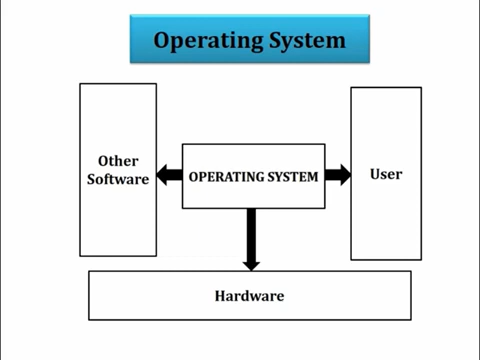 Operating System
Other
Software
OPERATING SYSTEM
User
Hardware